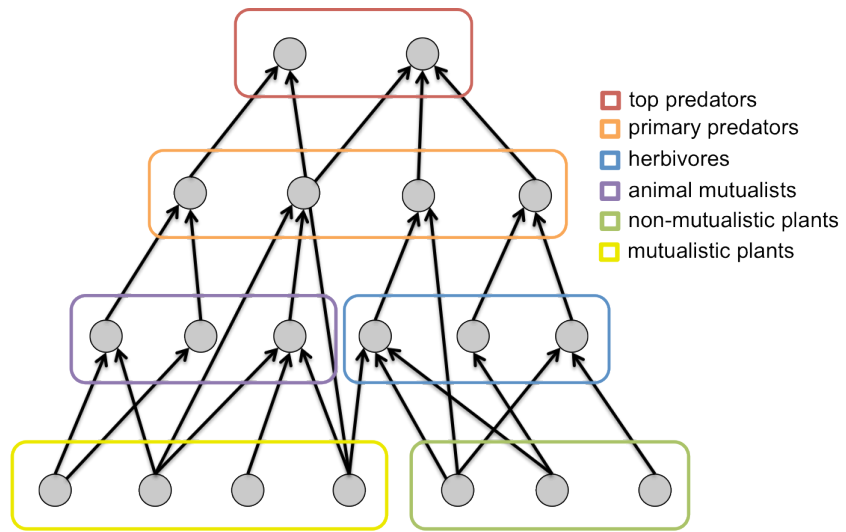 top predators
primary predators
herbivores
animal mutualists
non-mutualistic plants
mutualistic plants